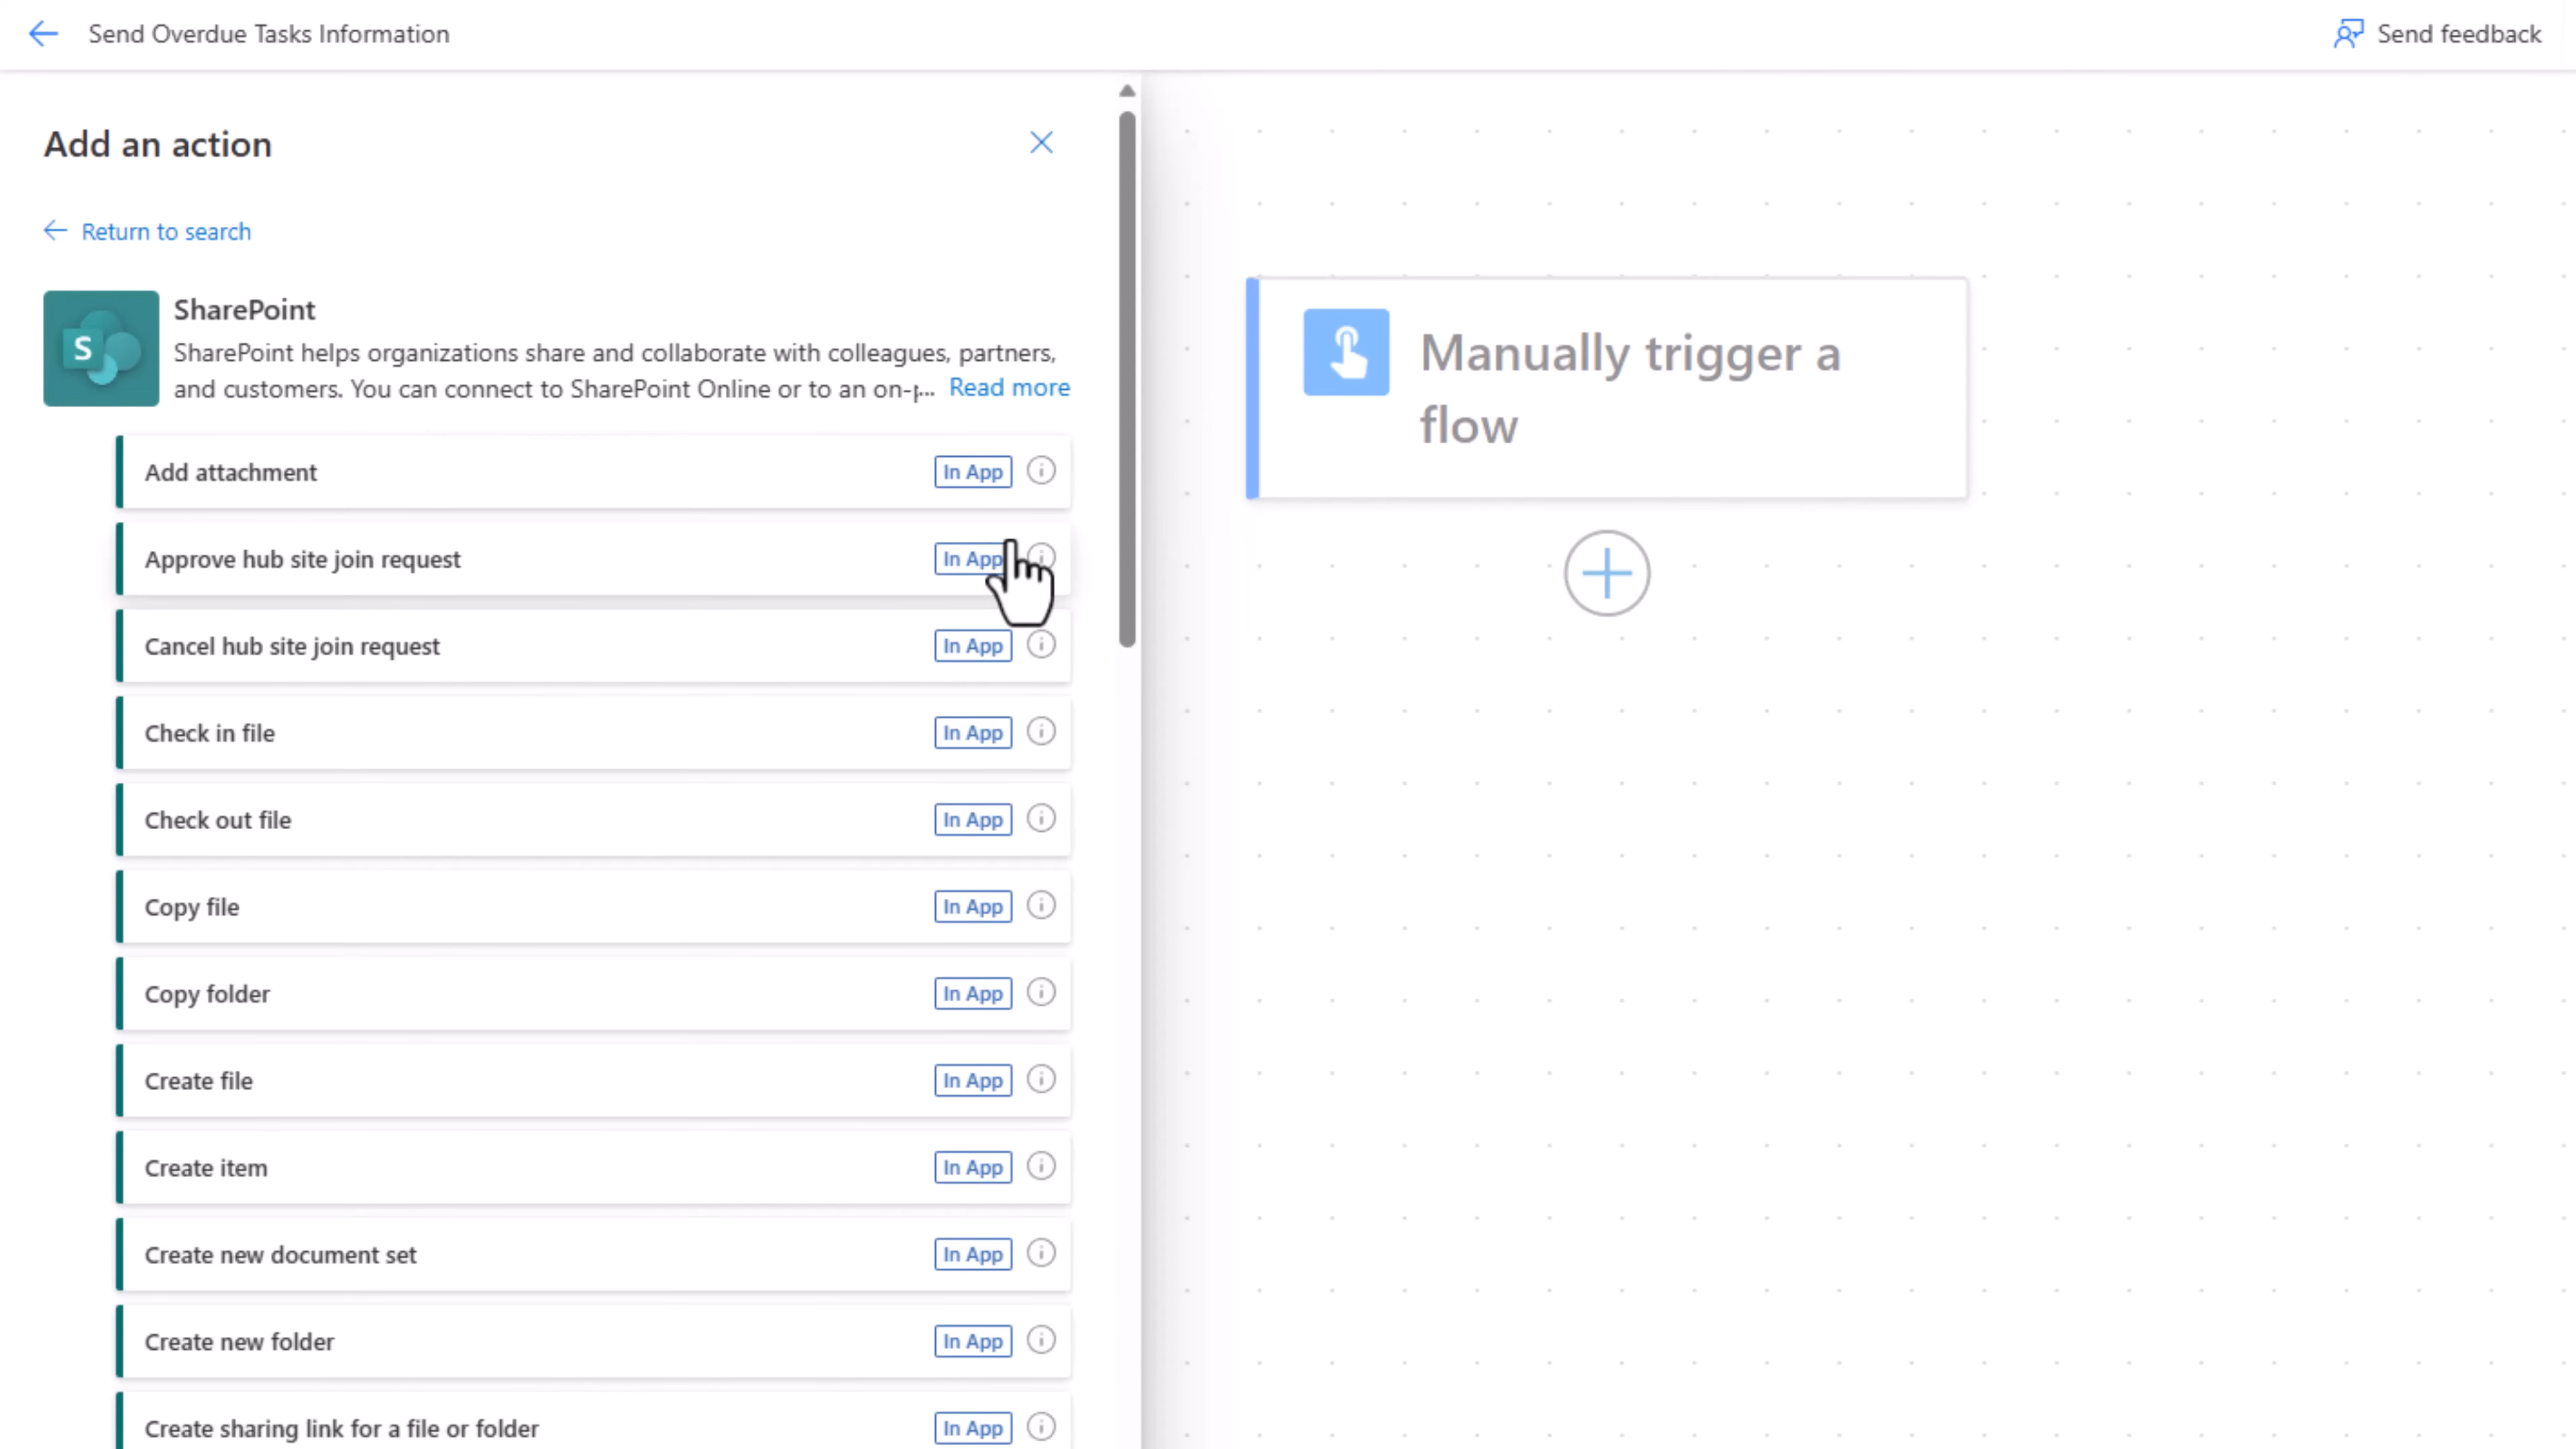 Send Overdue Tasks Information
Send feedback
Add an action
Return to search
S
SharePoint
SharePoint helps organizations share and collaborate with colleagues, partners,
and customers. You can connect to SharePoint Online or to an on-p... Read more
Add attachment In App
Approve hub site join request In App
Cancel hub site join request In App
Check in file In App
Check out file In App
Copy file In App
Copy folder In App
Create file In App
Create item In App
Create new document set In App
Create new folder In App
Create sharing link for a file or folder In App
Manually trigger a
flow